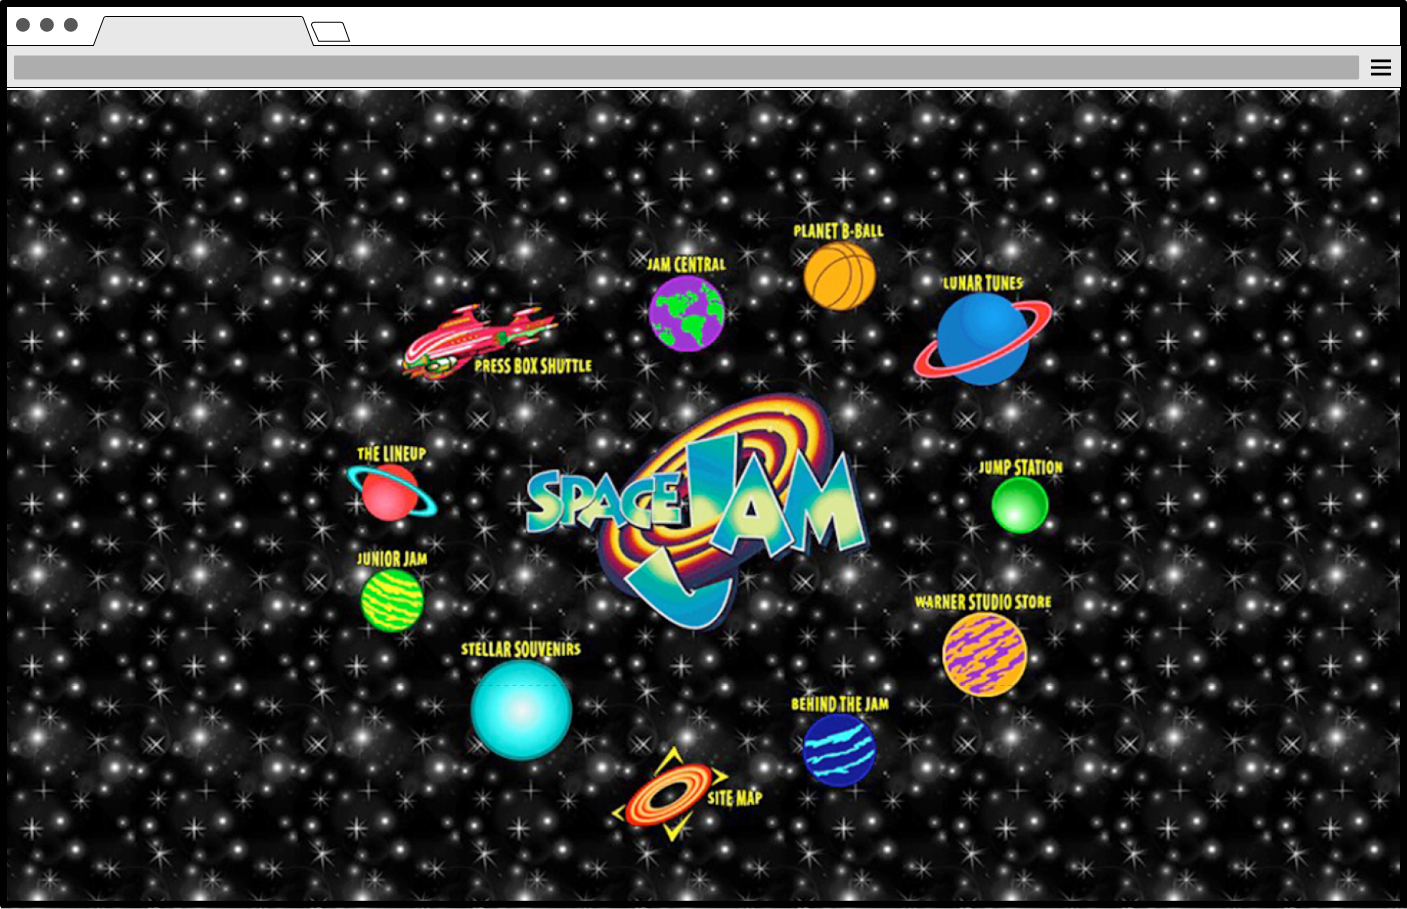 PLANET B-BALL
JAM CENTRAL
LUNAR TUNES
PRESS BOX SHUTTLE
SPACE JAM
THE LINEUP
JUMP STATION
JUNIOR JAM
WARNER STUDIO STORE
STELLAR SOUVENIRS
BEHIND THE JAM
SITE MAP